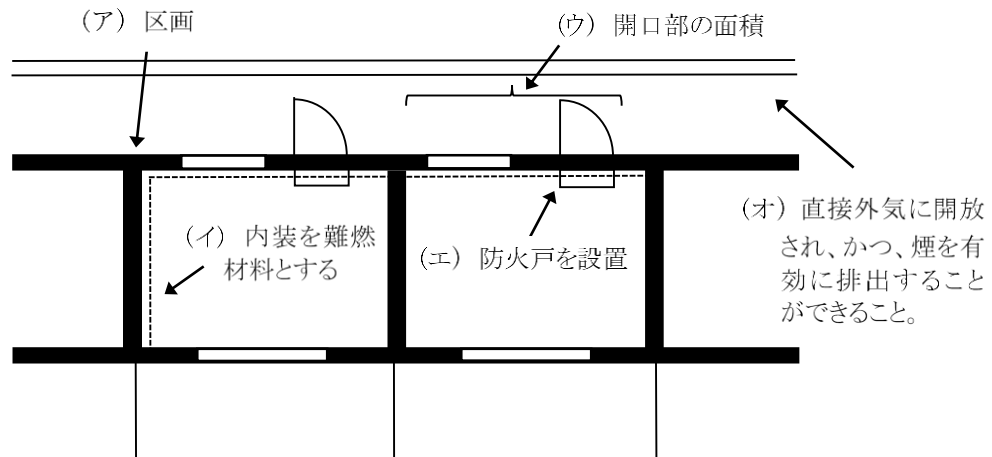 (ア) 区画
(ウ) 開口部の面積
(イ) 内装を難燃
材料とする
(エ) 防火戸を設置
(オ) 直接外気に開放
され、かつ、煙を有
効に排出すること
ができること。